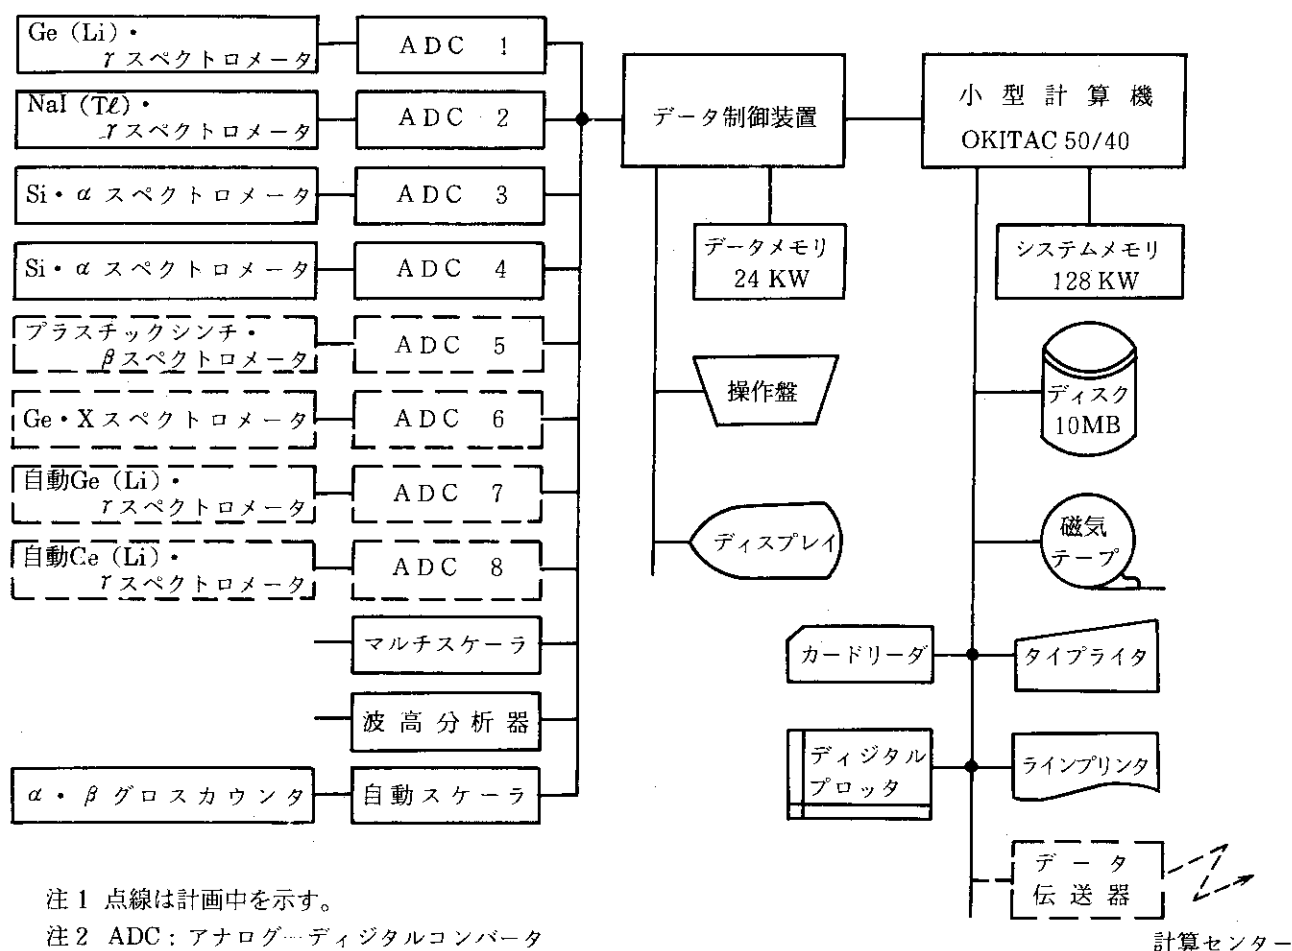 Ge (Li)・
γスペクトロメータ
ADC 1
NaI (Tℓ)・
γスペクトロメータ
ADC 2
Si・αスペクトロメータ
ADC 3
Si・αスペクトロメータ
ADC 4
プラスチックシンチ・
βスペクトロメータ
ADC 5
Ge・Xスペクトロメータ
ADC 6
自動Ge (Li)・
γスペクトロメータ
ADC 7
自動Ge (Li)・
γスペクトロメータ
ADC 8
マルチスケーラ
波高分析器
α・βグロスカウンタ
自動スケーラ
データ制御装置
データメモリ
24 KW
操作盤
ディスプレイ
小型計算機
OKITAC 50/40
システムメモリ
128 KW
ディスク
10MB
磁気
テープ
カードリーダ
タイプライタ
ディジタル
プロッタ
ラインプリンタ
データ
伝送器
計算センター
注1 点線は計画中を示す。
注2 ADC：アナログ―ディジタルコンバータ